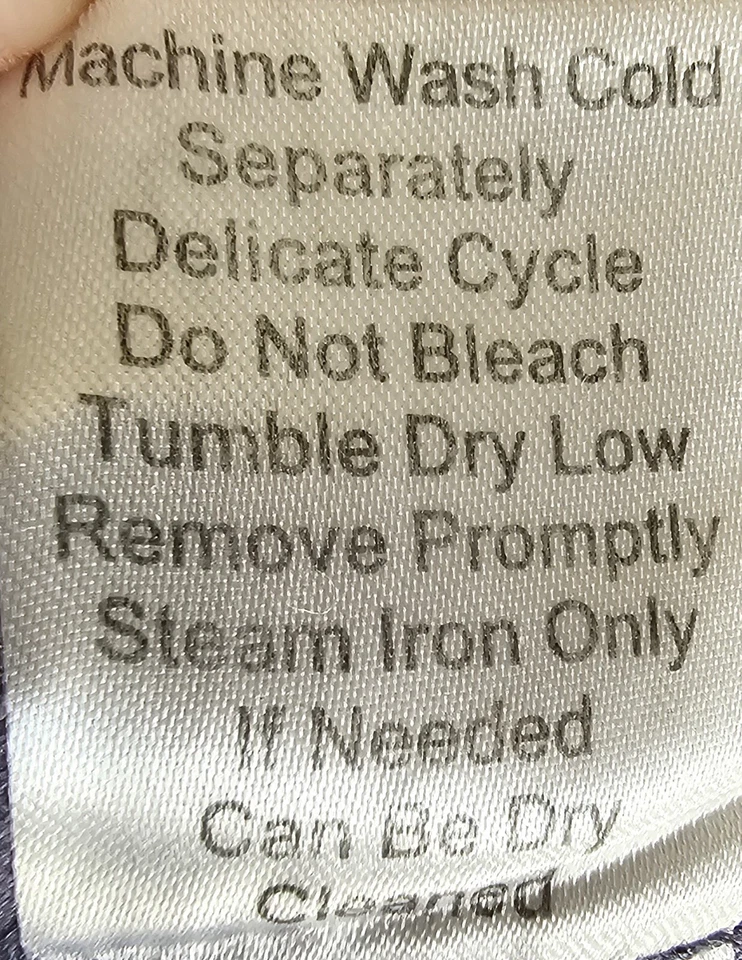 Machine Wash Cold
Separately
Delicate Cycle
Do Not Bleach
Tumble Dry Low
Remove Promptly
Steam Iron Only
If Needed
Can Be Dry
Cleaned